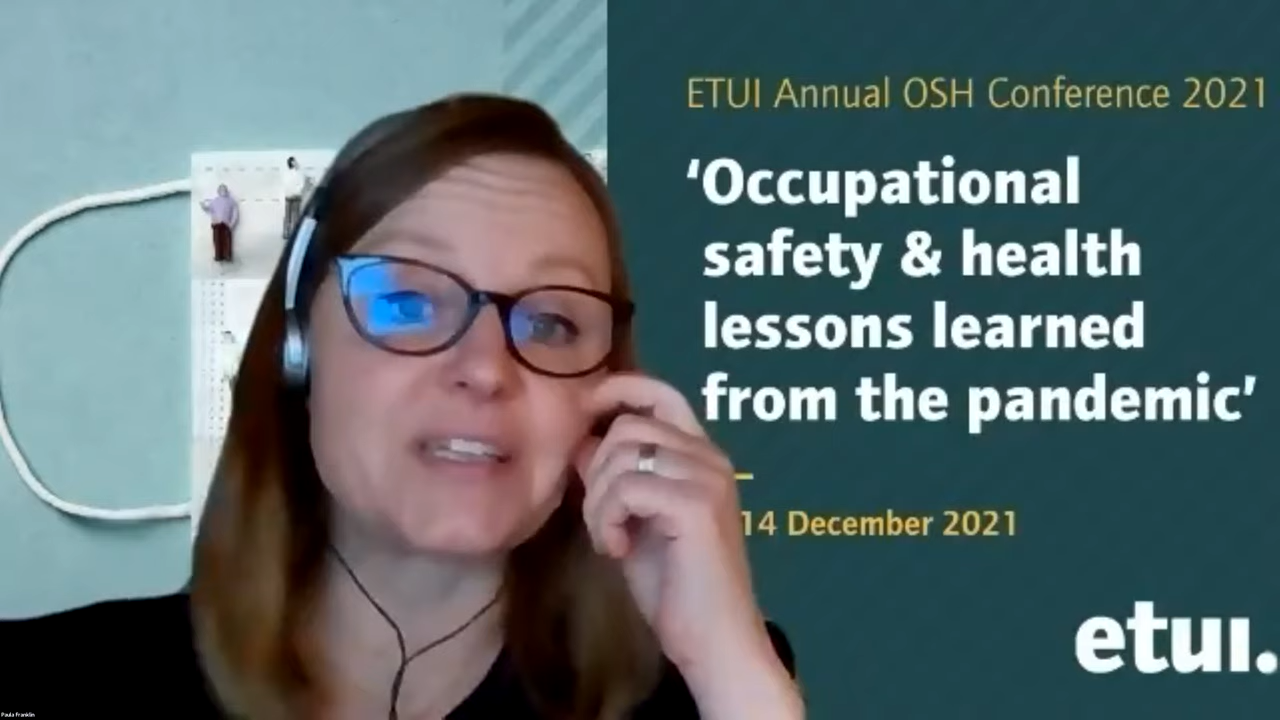 ETUI Annual OSH Conference 2021
‘Occupational
safety & health
lessons learned
from the pandemic’
14 December 2021
etui.
Paula Franklin